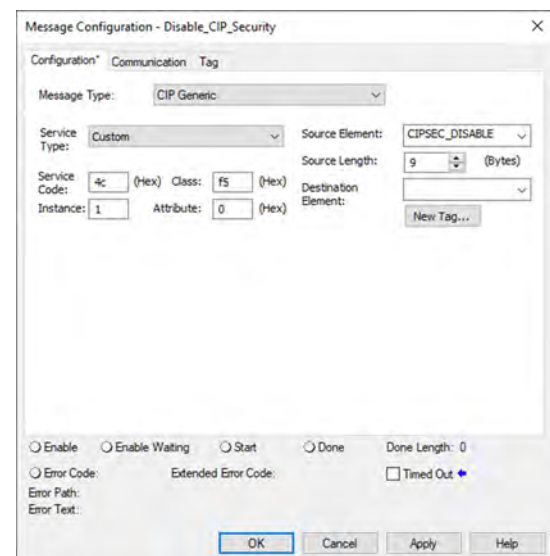 Message Configuration - Disable_CIP_Security
Configuration* Communication Tag
Message Type: CIP Generic
Service Type: Custom
Source Element: CIPSEC_DISABLE
Source Length: 9 (Bytes)
Service Code: 4c (Hex) Class: f5 (Hex)
Destination Element:
Instance: 1 Attribute: 0 (Hex)
New Tag...
Enable Enable Waiting Start Done Done Length: 0
Error Code: Extended Error Code: Timed Out
Error Path:
Error Text:
OK Cancel Apply Help